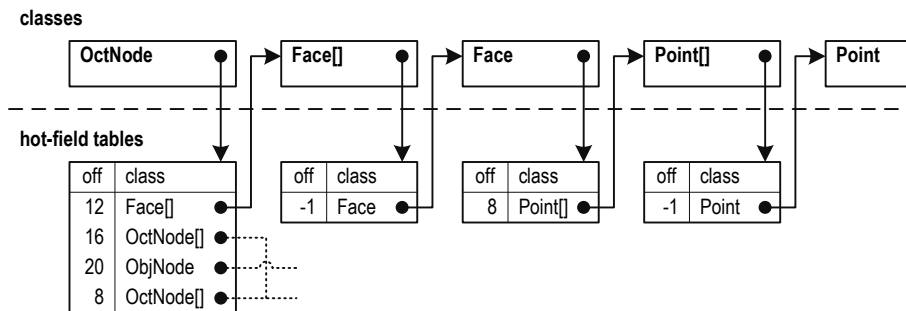 classes
OctNode Face[] Face Point[] Point
hot-field tables
off class off class off class off class
12 Face[] -1 Face 8 Point[] -1 Point
16 OctNode[]
20 ObjNode
8 OctNode[]